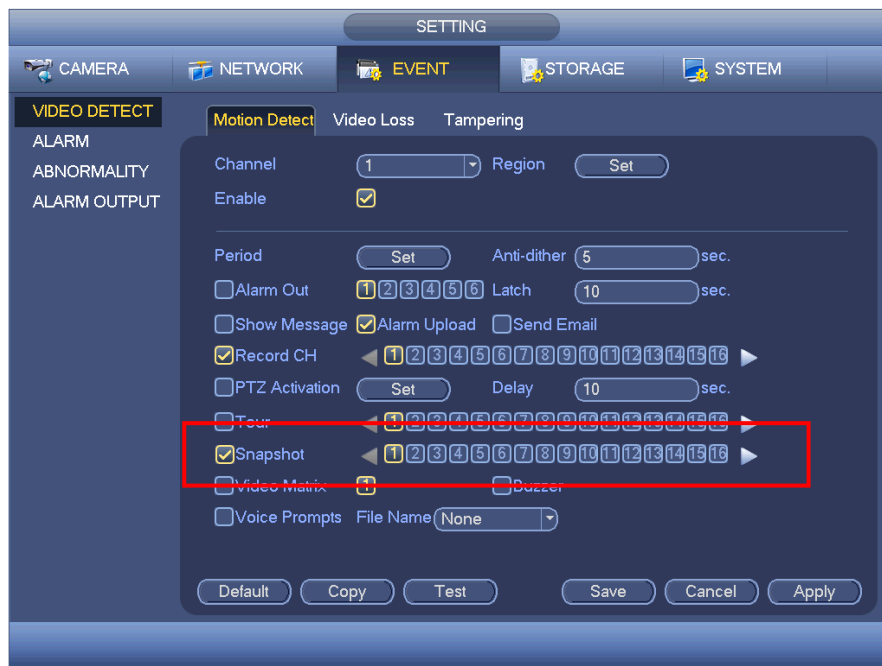 SETTING
CAMERA NETWORK EVENT STORAGE SYSTEM
VIDEO DETECT
ALARM
ABNORMALITY
ALARM OUTPUT
Motion Detect Video Loss Tampering
Channel 1 Region Set
Enable
Period Set Anti-dither 5 sec.
Alarm Out 1 2 3 4 5 6 Latch 10 sec.
Show Message Alarm Upload Send Email
Record CH 1 2 3 4 5 6 7 8 9 10 11 12 13 14 15 16
PTZ Activation Set Delay 10 sec.
Tour 1 2 3 4 5 6 7 8 9 10 11 12 13 14 15 16
Snapshot 1 2 3 4 5 6 7 8 9 10 11 12 13 14 15 16
Video Matrix 1 Buzzer
Voice Prompts File Name None
Default Copy Test Save Cancel Apply